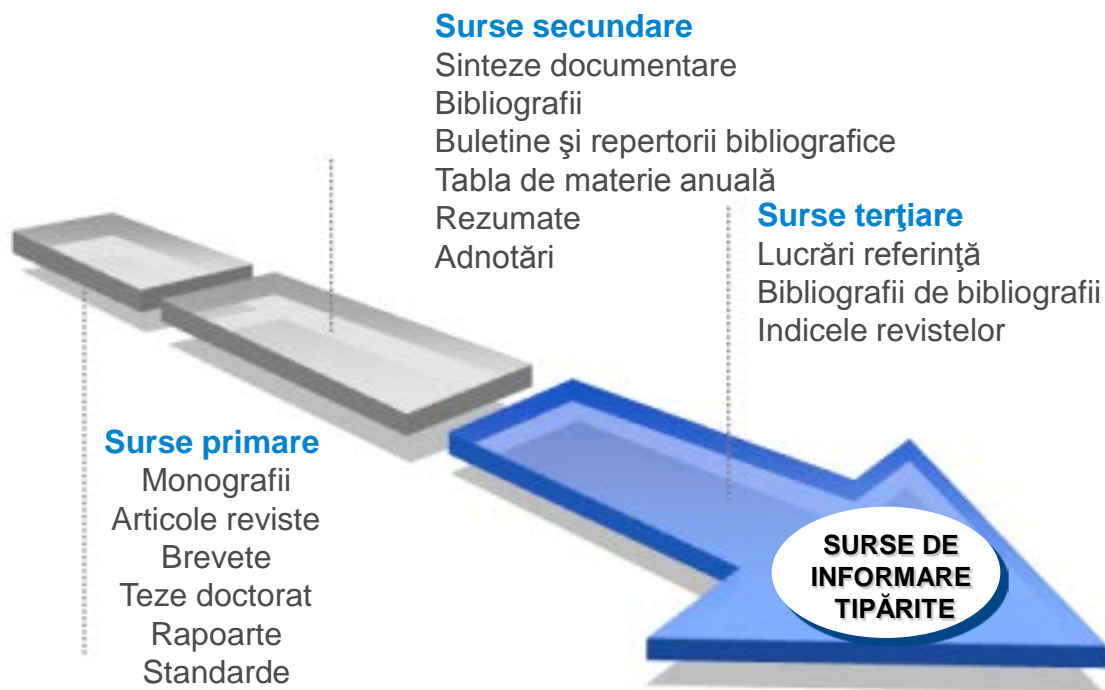 Surse secundare
Sinteze documentare
Bibliografii
Buletine şi repertorii bibliografice
Tabla de materie anuală
Rezumate
Adnotări
Surse terţiare
Lucrări referinţă
Bibliografii de bibliografii
Indicele revistelor
Surse primare
Monografii
Articole reviste
Brevete
Teze doctorat
Rapoarte
Standarde
SURSE DE
INFORMARE
TIPĂRITE